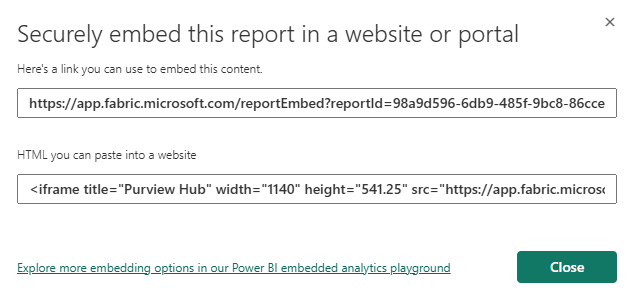 Securely embed this report in a website or portal
Here's a link you can use to embed this content.
https://app.fabric.microsoft.com/reportEmbed?reportId=98a9d596-6db9-485f-9bc8-86cce
HTML you can paste into a website
<iframe title="Purview Hub" width="1140" height="541.25" src="https://app.fabric.microso
Explore more embedding options in our Power BI embedded analytics playground
Close